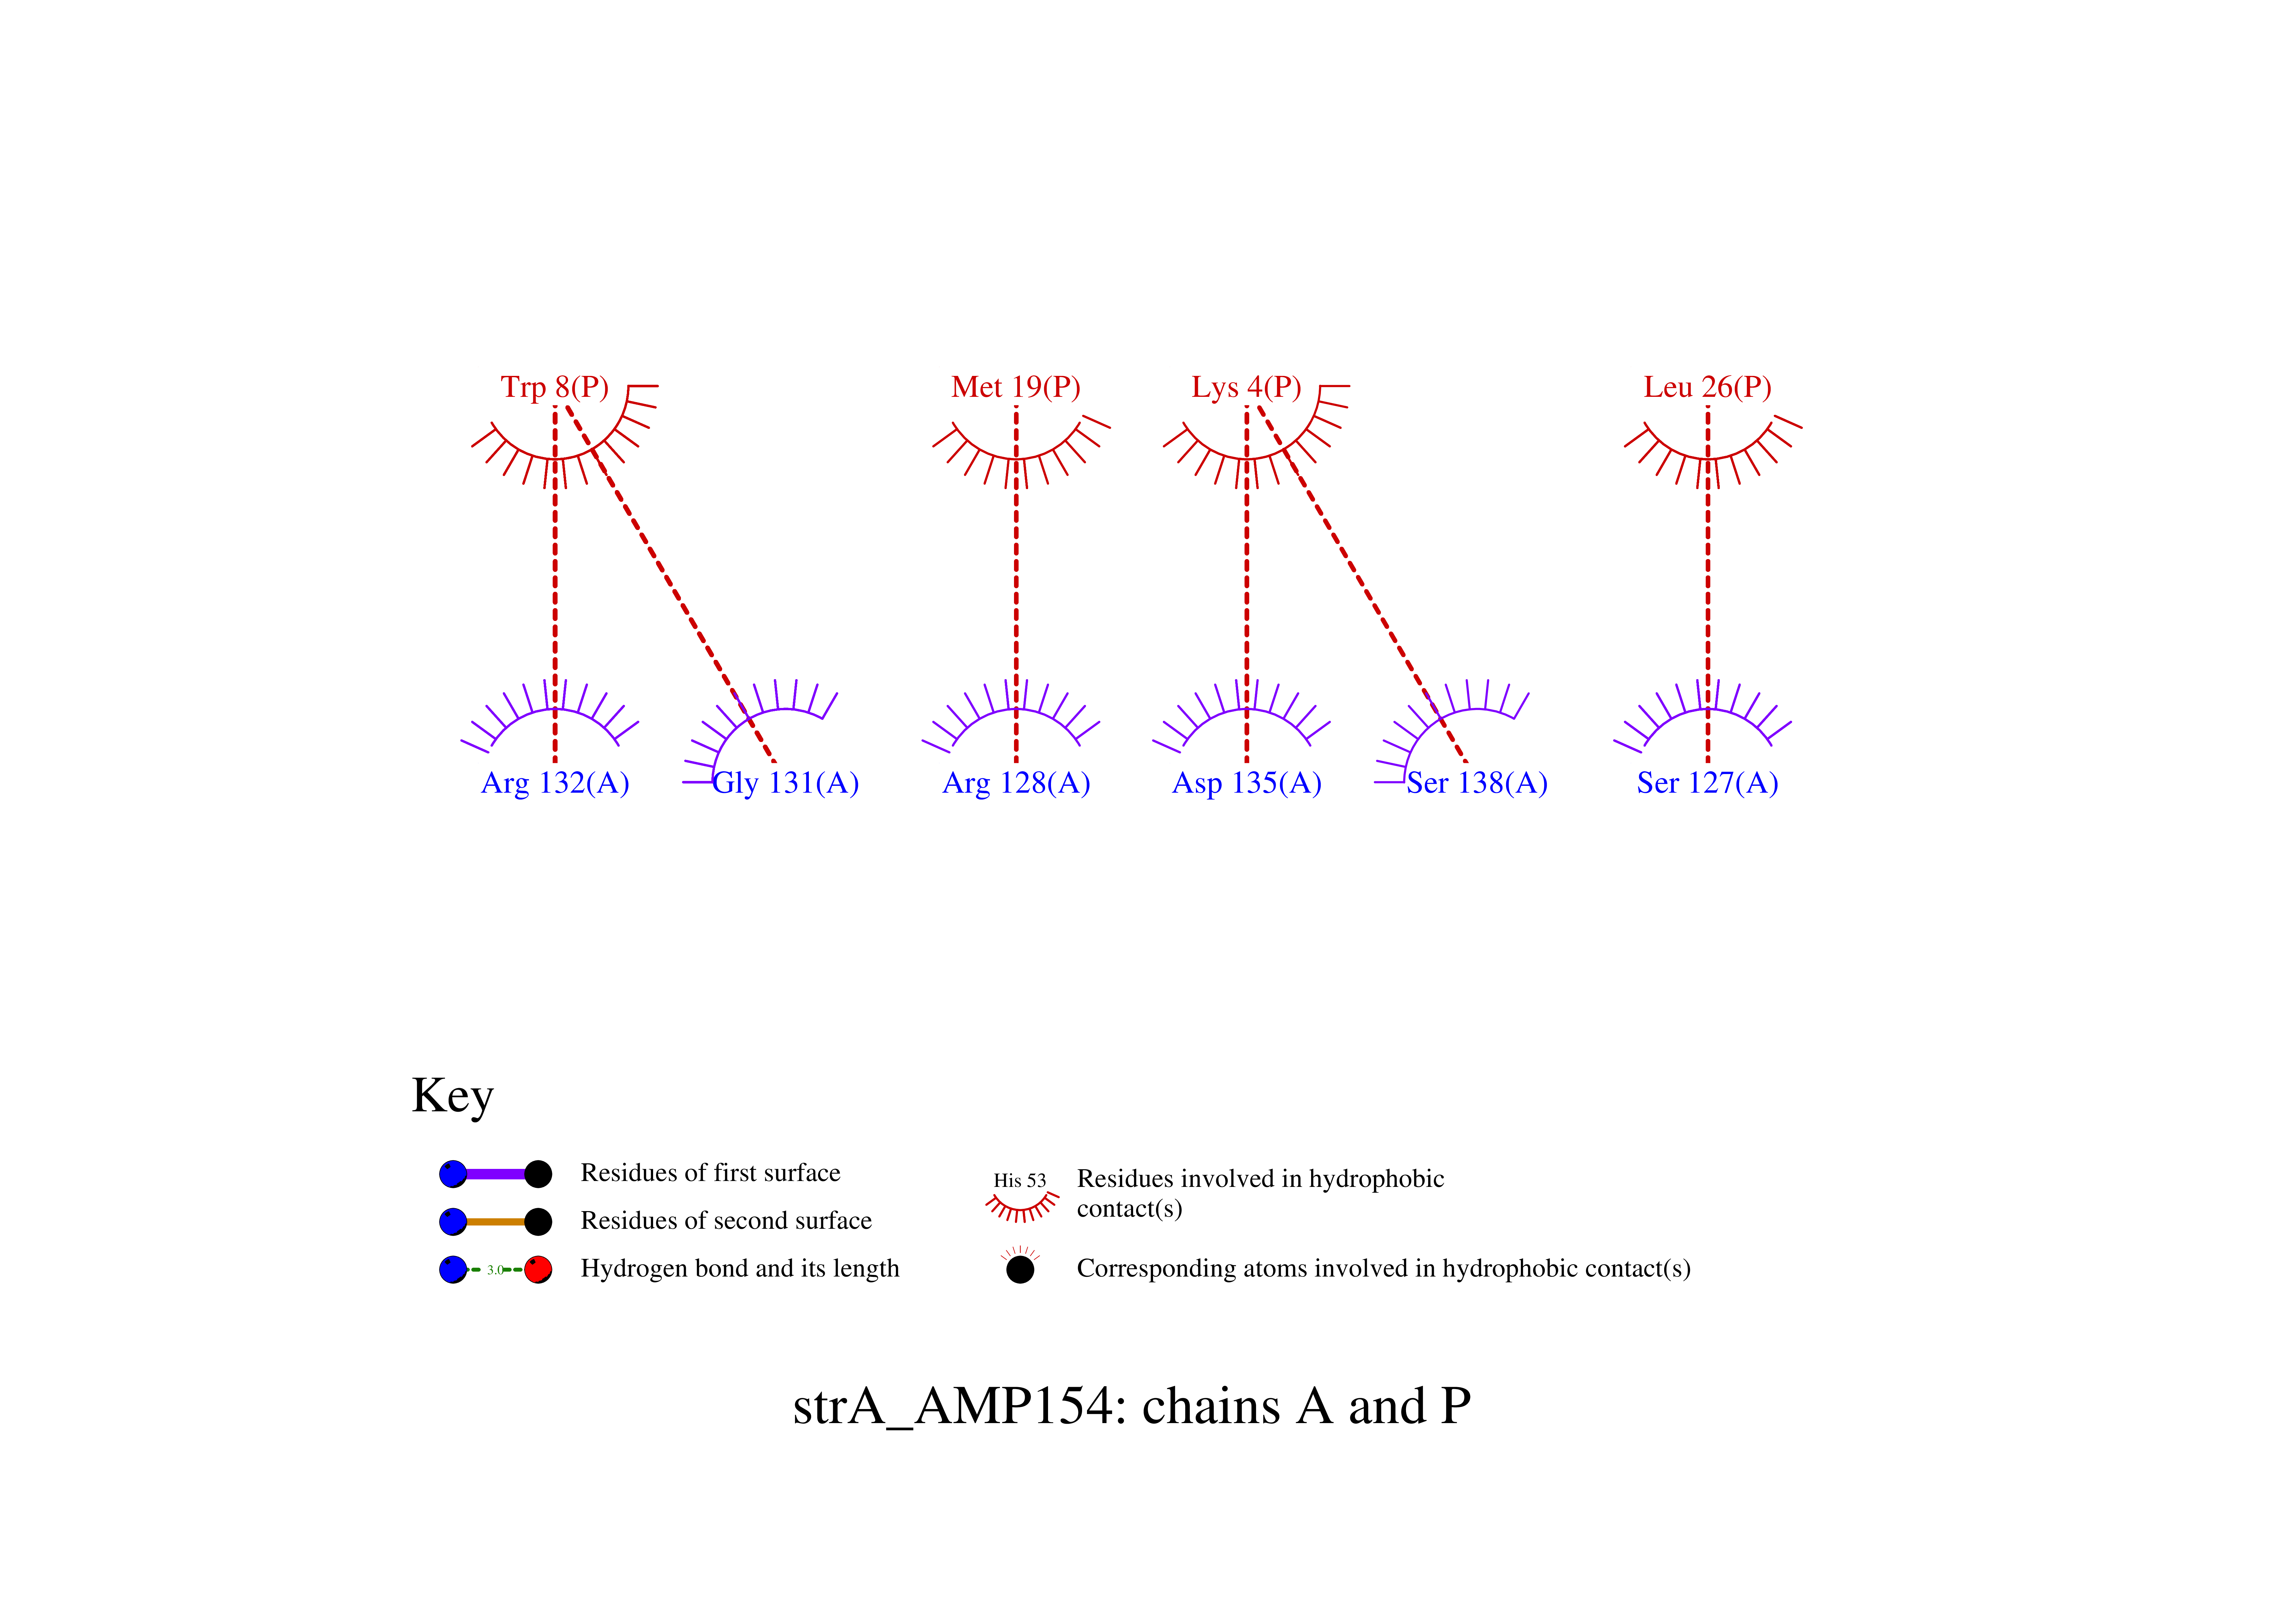 Trp 8(P) Met 19(P) Lys 4(P) Leu 26(P)
Arg 132(A) Gly 131(A) Arg 128(A) Asp 135(A) Ser 138(A) Ser 127(A)
Key
Residues of first surface
Residues of second surface
3.0 Hydrogen bond and its length
His 53 Residues involved in hydrophobic
contact(s)
Corresponding atoms involved in hydrophobic contact(s)
strA_AMP154: chains A and P